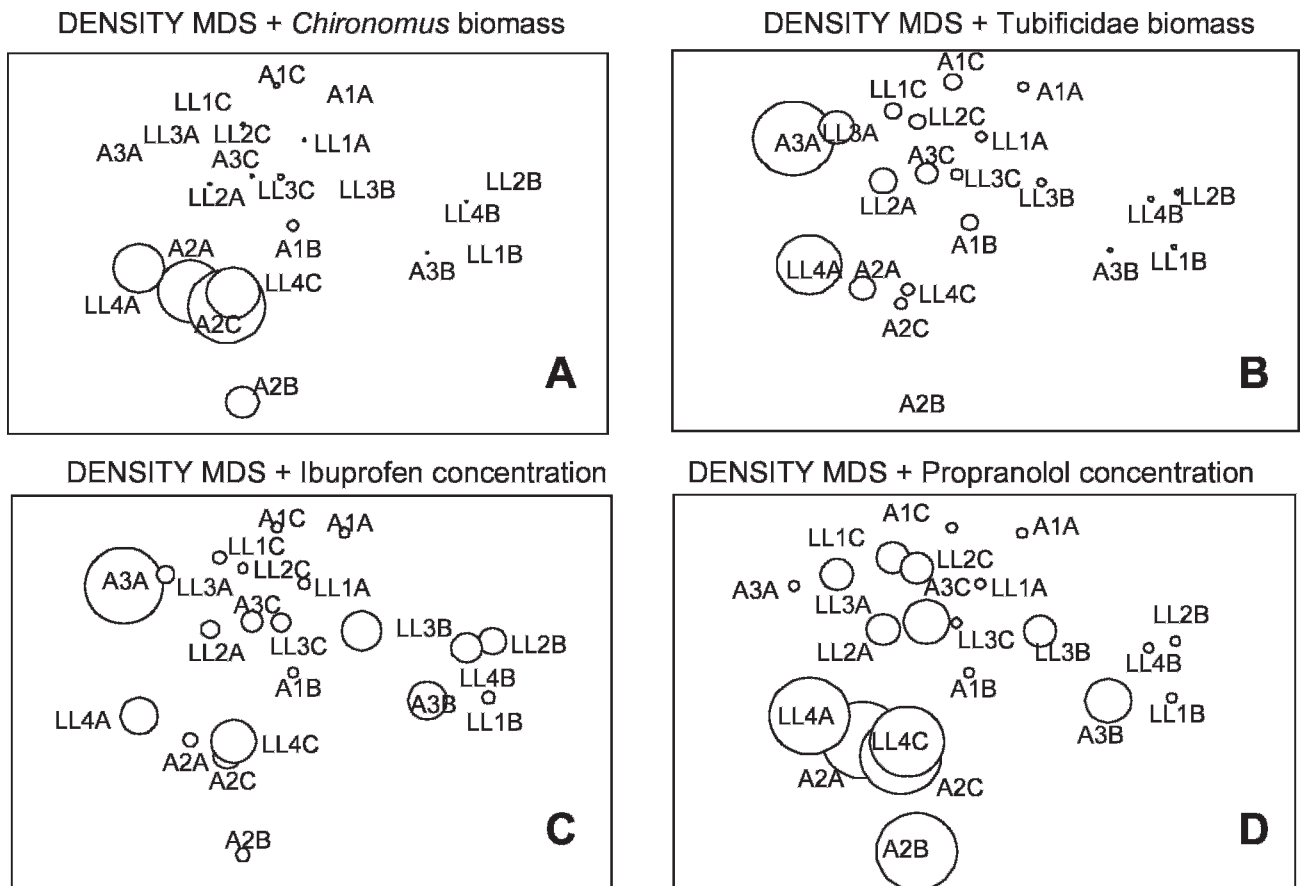 DENSITY MDS + Chironomus biomass
A1C
A1A
LL1C
LL3A
LL2C
LL1A
A3A
A3C
LL2A
LL3C
LL3B
LL2B
LL4B
A1B
A2A
A3B
LL1B
LL4C
LL4A
A2C
A2B
A
DENSITY MDS + Tubificidae biomass
A1C
A1A
LL1C
LL2C
LL3A
A3A
LL1A
A3C
LL3C
LL2A
LL3B
LL2B
LL4B
A1B
LL1B
A3B
LL4A
A2A
LL4C
A2C
A2B
B
DENSITY MDS + Ibuprofen concentration
A1C
A1A
LL1C
LL2C
A3A
LL3A
LL1A
A3C
LL2A
LL3C
LL3B
LL2B
LL4B
A1B
A3B
LL1B
LL4A
LL4C
A2A
A2C
A2B
C
DENSITY MDS + Propranolol concentration
A1C
A1A
LL1C
LL2C
A3A
A3C
LL1A
LL3A
LL2B
LL3C
LL2A
LL3B
LL4B
A1B
LL4A
LL1B
A3B
LL4C
A2A
A2C
A2B
D